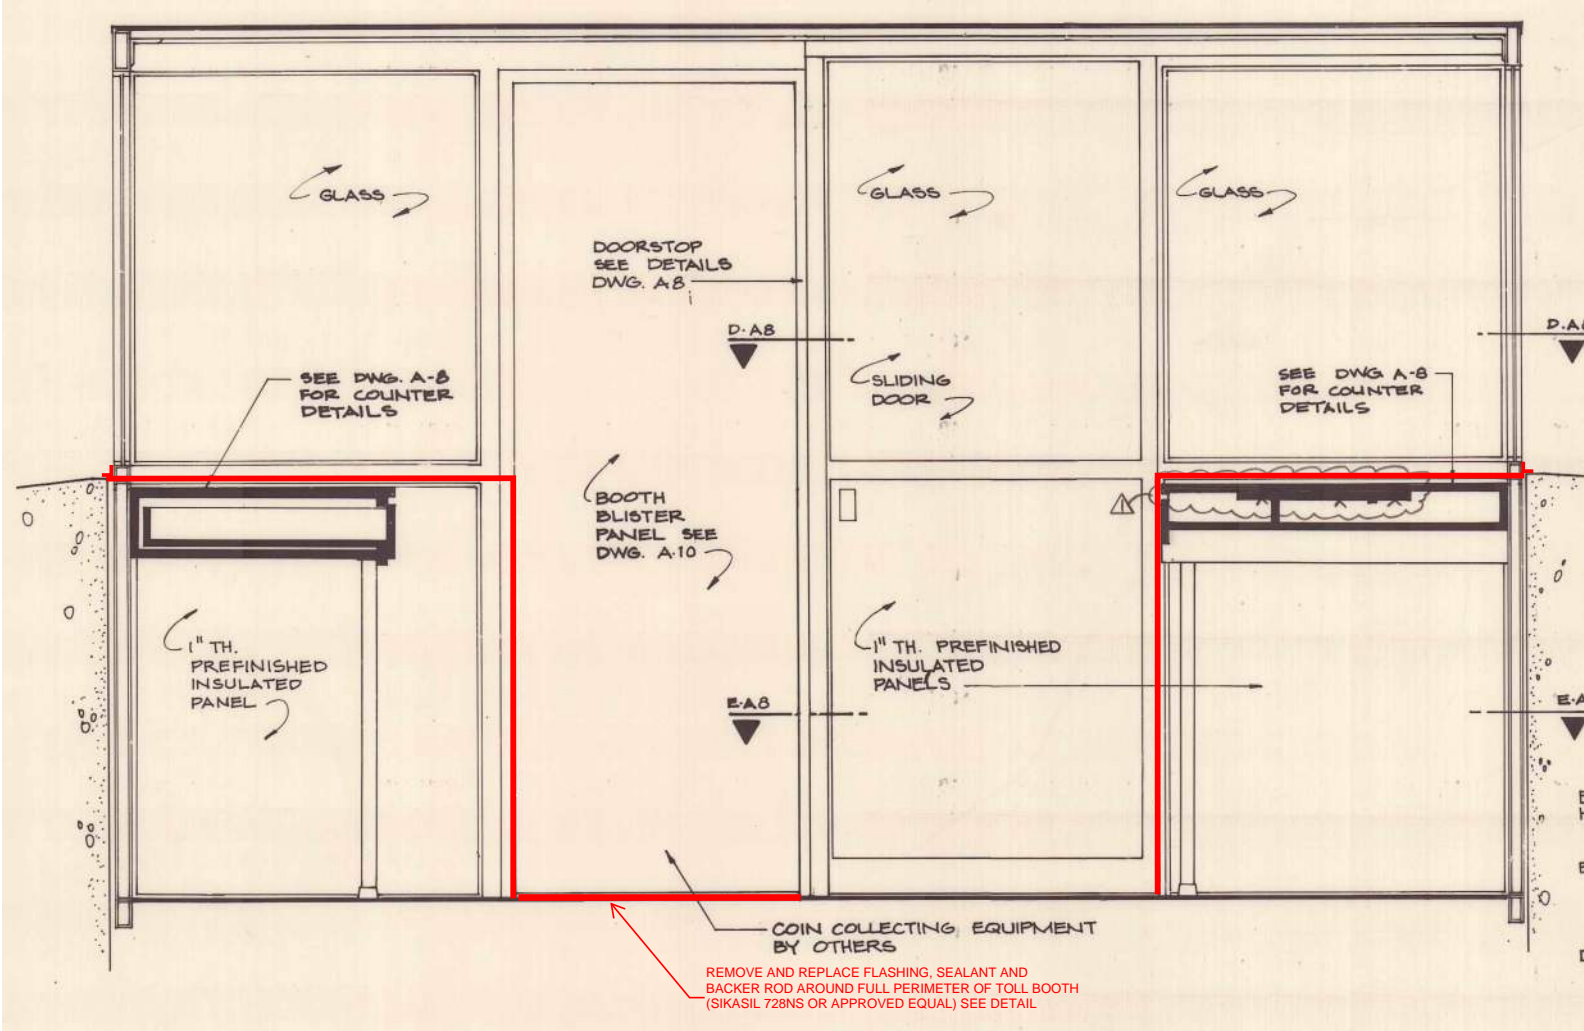 GLASS
GLASS
GLASS
DOORSTOP
SEE DETAILS
DWG. A8
D·A8
D·A8
SEE DWG. A-8
FOR COUNTER
DETAILS
SLIDING
DOOR
SEE DWG A-8
FOR COUNTER
DETAILS
BOOTH
BLISTER
PANEL SEE
DWG. A·10
1" TH.
PREFINISHED
INSULATED
PANEL
1" TH. PREFINISHED
INSULATED
PANELS
E·A8
E·A
COIN COLLECTING EQUIPMENT
BY OTHERS
REMOVE AND REPLACE FLASHING, SEALANT AND
BACKER ROD AROUND FULL PERIMETER OF TOLL BOOTH
(SIKASIL 728NS OR APPROVED EQUAL) SEE DETAIL